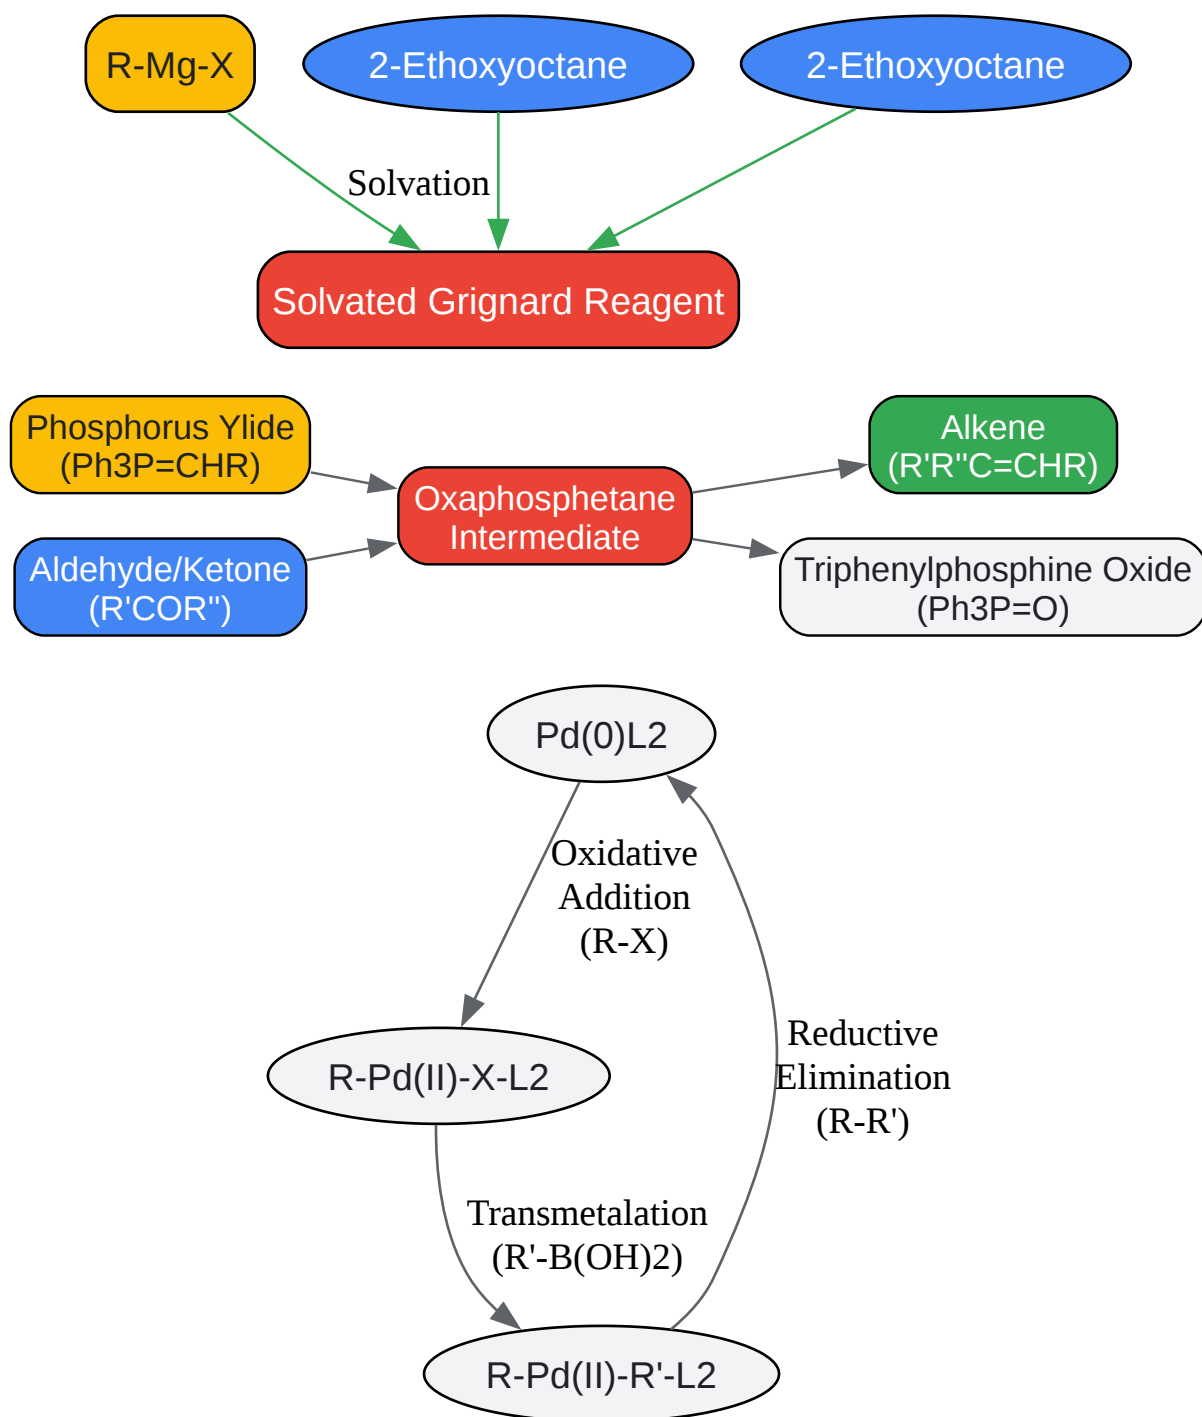 R-Mg-X
2-Ethoxyoctane
2-Ethoxyoctane
Solvation
Solvated Grignard Reagent
Phosphorus Ylide
(Ph3P=CHR)
Aldehyde/Ketone
(R'COR'')
Oxaphosphetane
Intermediate
Alkene
(R'R''C=CHR)
Triphenylphosphine Oxide
(Ph3P=O)
Pd(0)L2
Oxidative
Addition
(R-X)
R-Pd(II)-X-L2
Reductive
Elimination
(R-R')
Transmetalation
(R'-B(OH)2)
R-Pd(II)-R'-L2